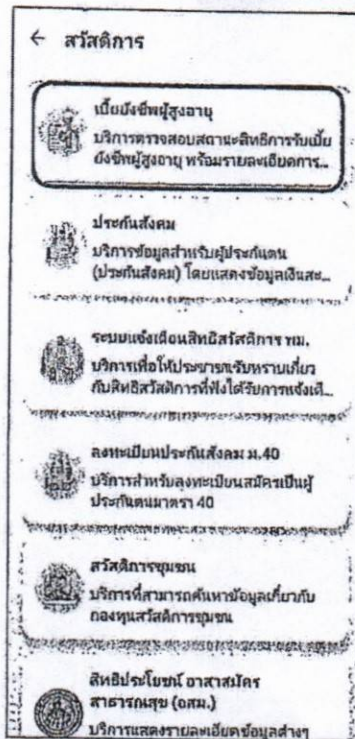 ← สวัสดิการ
เบี้ยยังชีพผู้สูงอายุ
บริการตรวจสอบสถานะสิทธิการรับเบี้ย
ยังชีพผู้สูงอายุ พร้อมรายละเอียดการ...
ประกันสังคม
บริการข้อมูลสำหรับผู้ประกันตน
(ประกันสังคม) โดยแสดงข้อมูลเงินสะ...
ระบบแจ้งเตือนสิทธิสวัสดิการ พม.
บริการเพื่อให้ประชาชนรับทราบเกี่ยว
กับสิทธิสวัสดิการที่พึงได้รับการแจ้งเตื...
ลงทะเบียนประกันสังคม ม.40
บริการสำหรับลงทะเบียนสมัครเป็นผู้
ประกันตนมาตรา 40
สวัสดิการชุมชน
บริการที่สามารถค้นหาข้อมูลเกี่ยวกับ
กองทุนสวัสดิการชุมชน
สิทธิประโยชน์ อาสาสมัคร
สาธารณสุข (อสม.)
บริการแสดงรายละเอียดข้อมูลต่างๆ